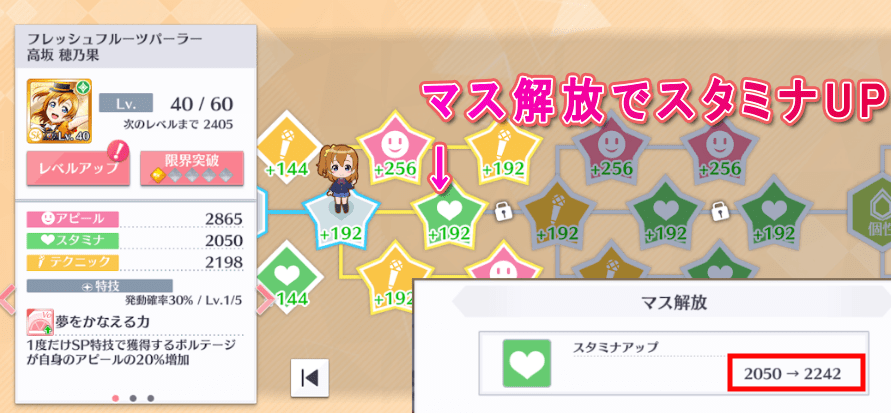 フレッシュフルーツパーラー
高坂 穂乃果
Lv. 40 / 60
次のレベルまで 2405
Lv. 40
レベルアップ
限界突破
アピール 2865
スタミナ 2050
テクニック 2198
特技
発動確率30% / Lv.1/5
夢をかなえる力
1度だけSP特技で獲得するボルテージ
が自身のアピールの20%増加
マス解放でスタミナUP
↓
+144
+256
+192
+256
+256
+192
+192
+192
+192
+192
個性
144
+192
マス解放
スタミナアップ
2050 → 2242